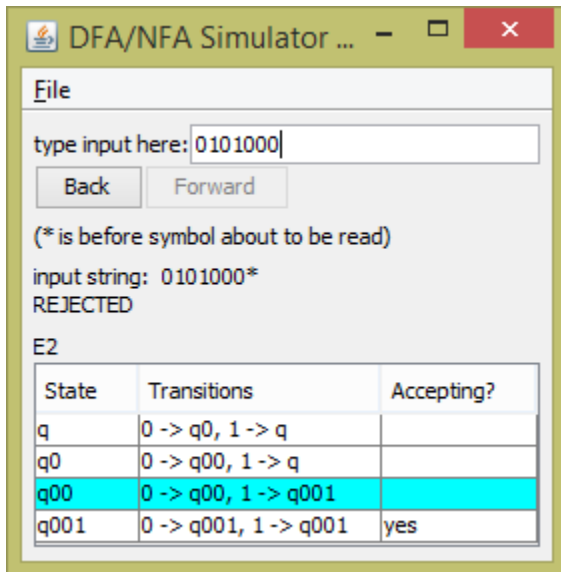 DFA/NFA Simulator ...
File
type input here: 0101000
Back Forward
(* is before symbol about to be read)
input string: 0101000*
REJECTED
E2
State Transitions Accepting?
q 0 -> q0, 1 -> q
q0 0 -> q00, 1 -> q
q00 0 -> q00, 1 -> q001
q001 0 -> q001, 1 -> q001 yes